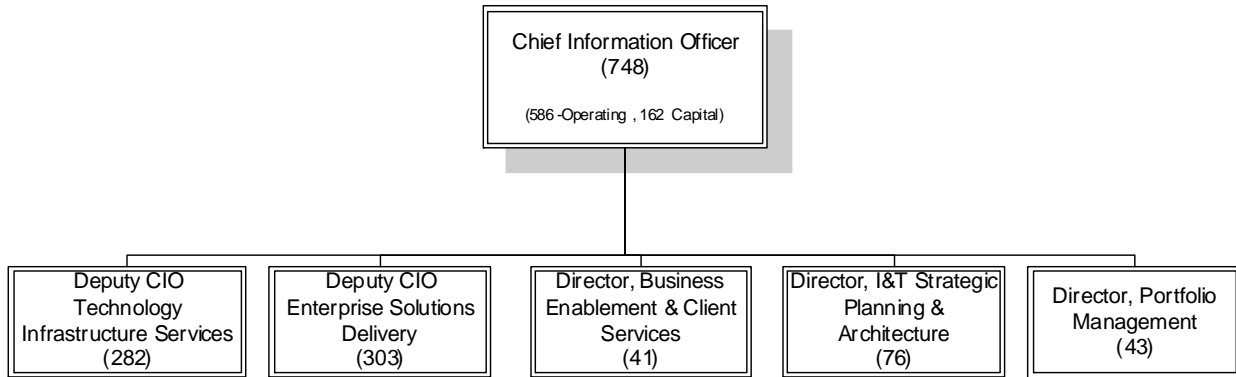 Chief Information Officer
(748)
(586 -Operating , 162 Capital)
Deputy CIO
Technology
Infrastructure Services
(282)
Deputy CIO
Enterprise Solutions
Delivery
(303)
Director, Business
Enablement & Client
Services
(41)
Director, I&T Strategic
Planning &
Architecture
(76)
Director, Portfolio
Management
(43)